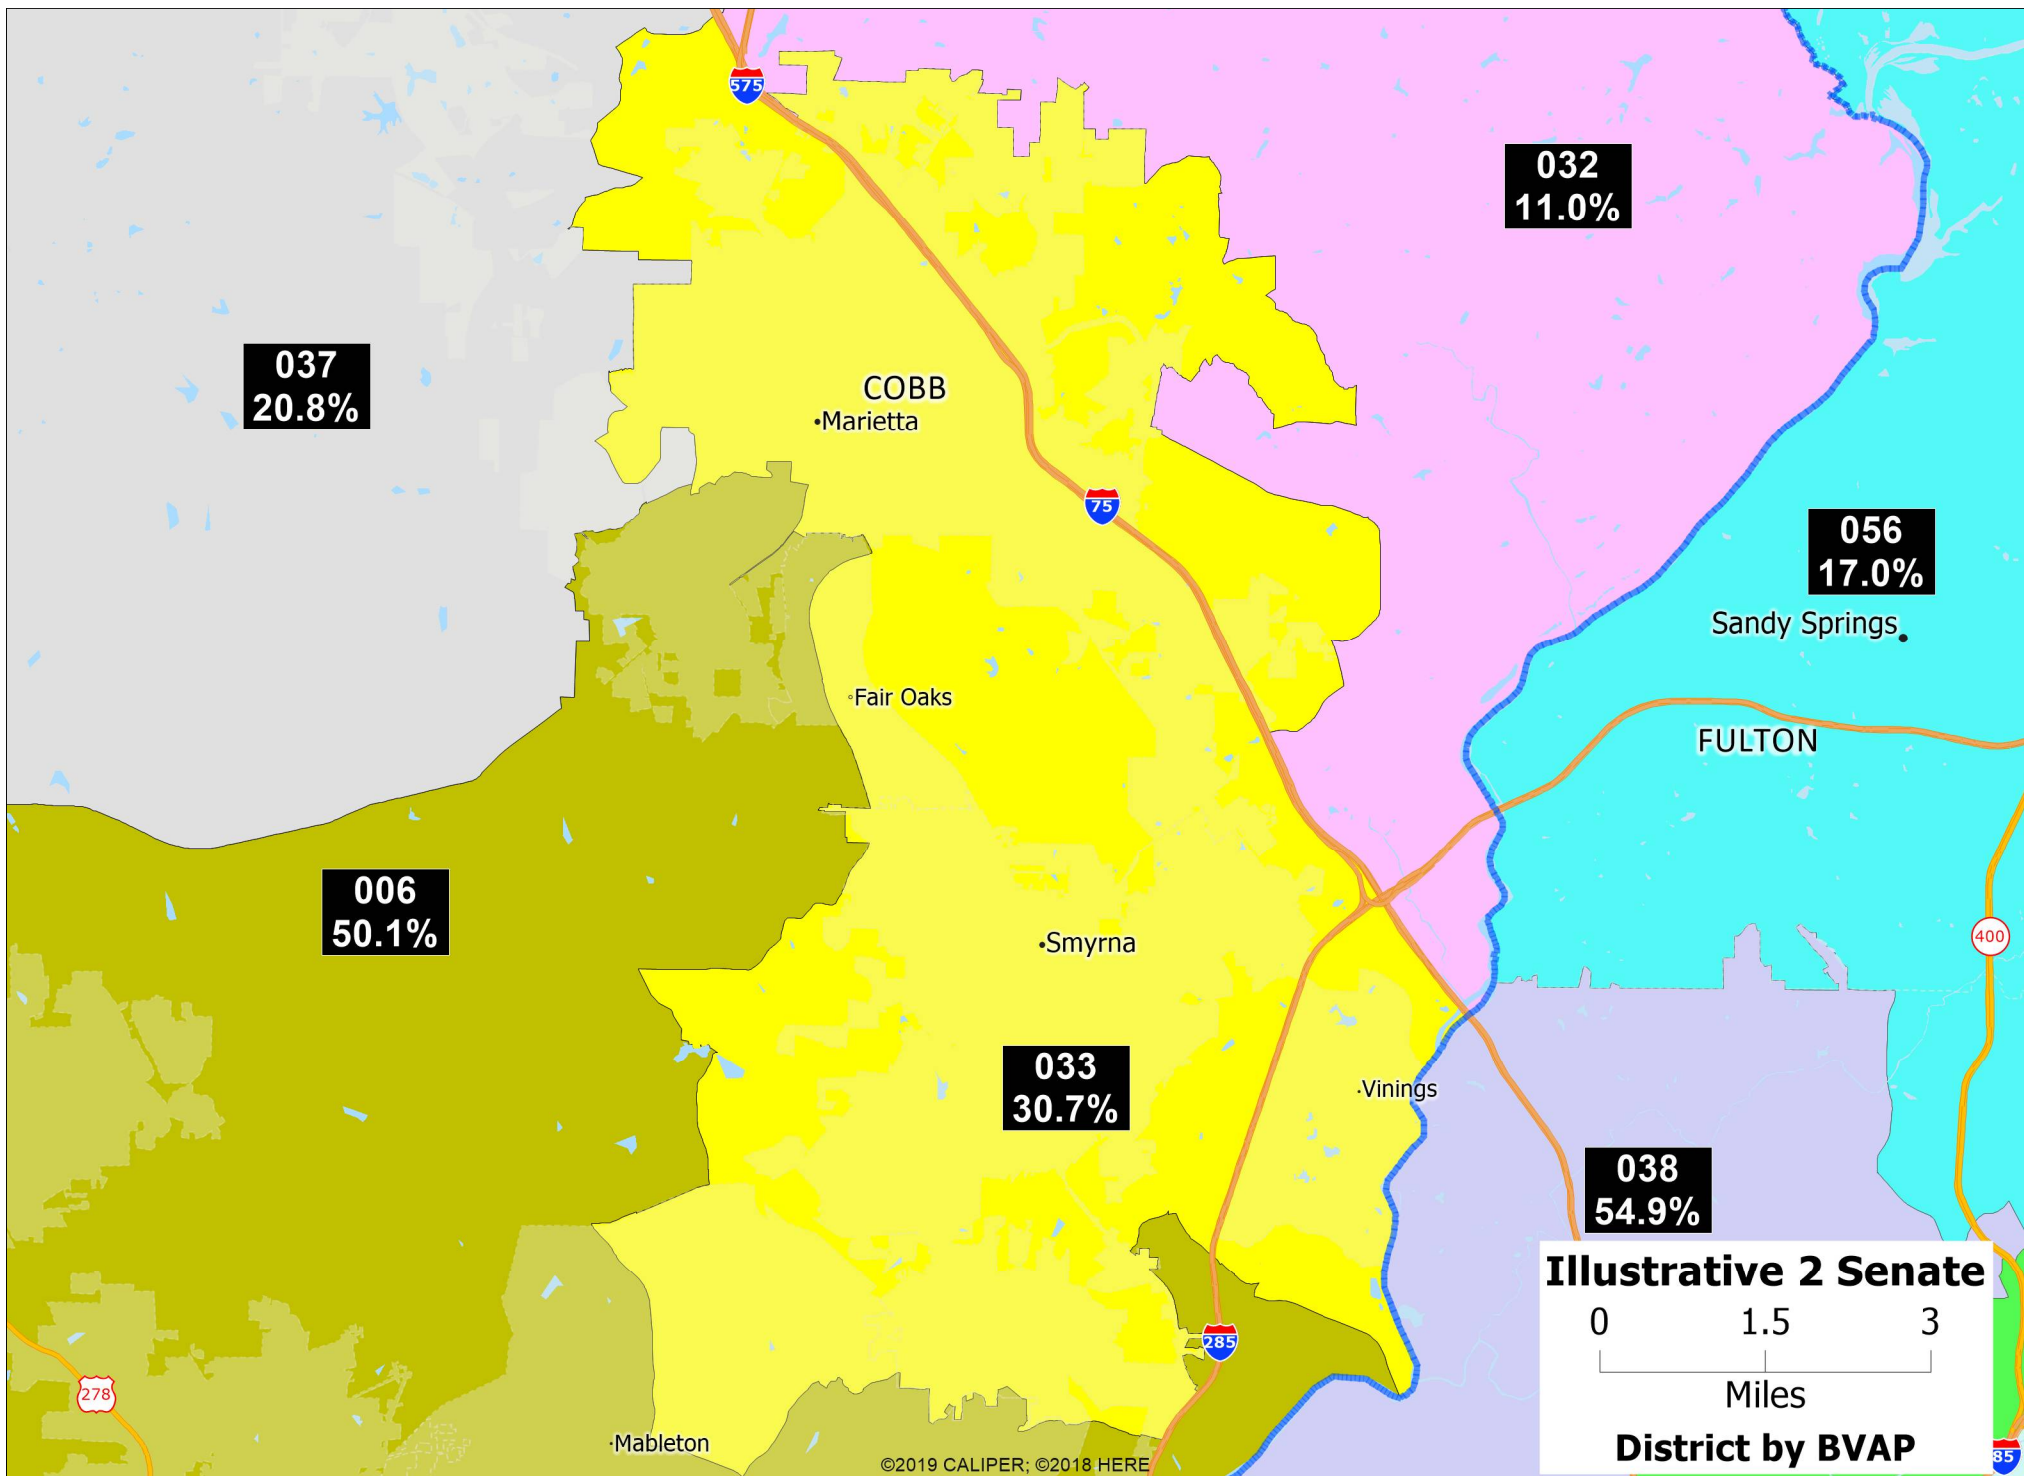 575
032
11.0%
037
20.8%
COBB
Marietta
75
056
17.0%
Sandy Springs
Fair Oaks
FULTON
006
50.1%
400
Smyrna
033
30.7%
Vinings
038
54.9%
Illustrative 2 Senate
0 1.5 3
Miles
District by BVAP
285
278
Mableton
©2019 CALIPER; ©2018 HERE
85